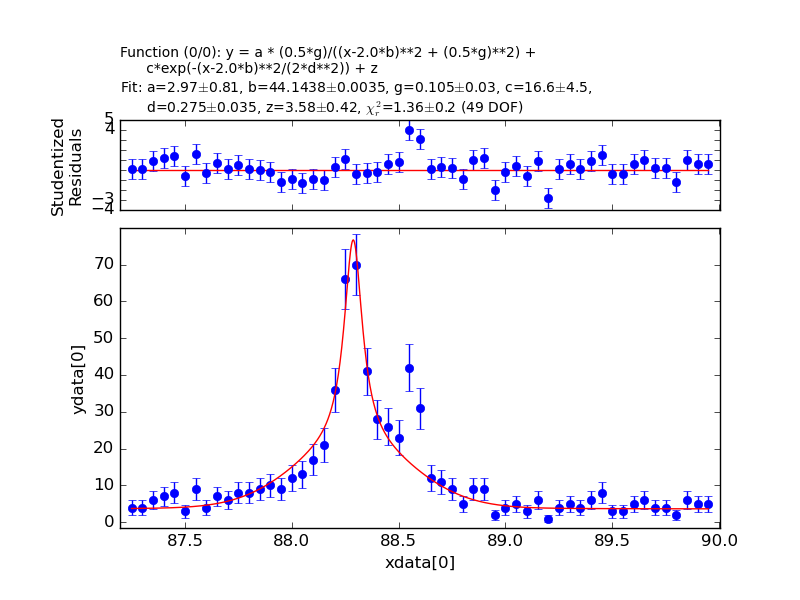 Function (0/0): y = a * (0.5*g)/((x-2.0*b)**2 + (0.5*g)**2) +
c*exp(-(x-2.0*b)**2/(2*d**2)) + z
Fit: a=2.97±0.81, b=44.1438±0.0035, g=0.105±0.03, c=16.6±4.5,
d=0.275±0.035, z=3.58±0.42, χ²ᵣ=1.36±0.2 (49 DOF)
5
4
−3
−4
Studentized
Residuals
70
60
50
40
30
20
10
0
ydata[0]
87.5 88.0 88.5 89.0 89.5 90.0
xdata[0]